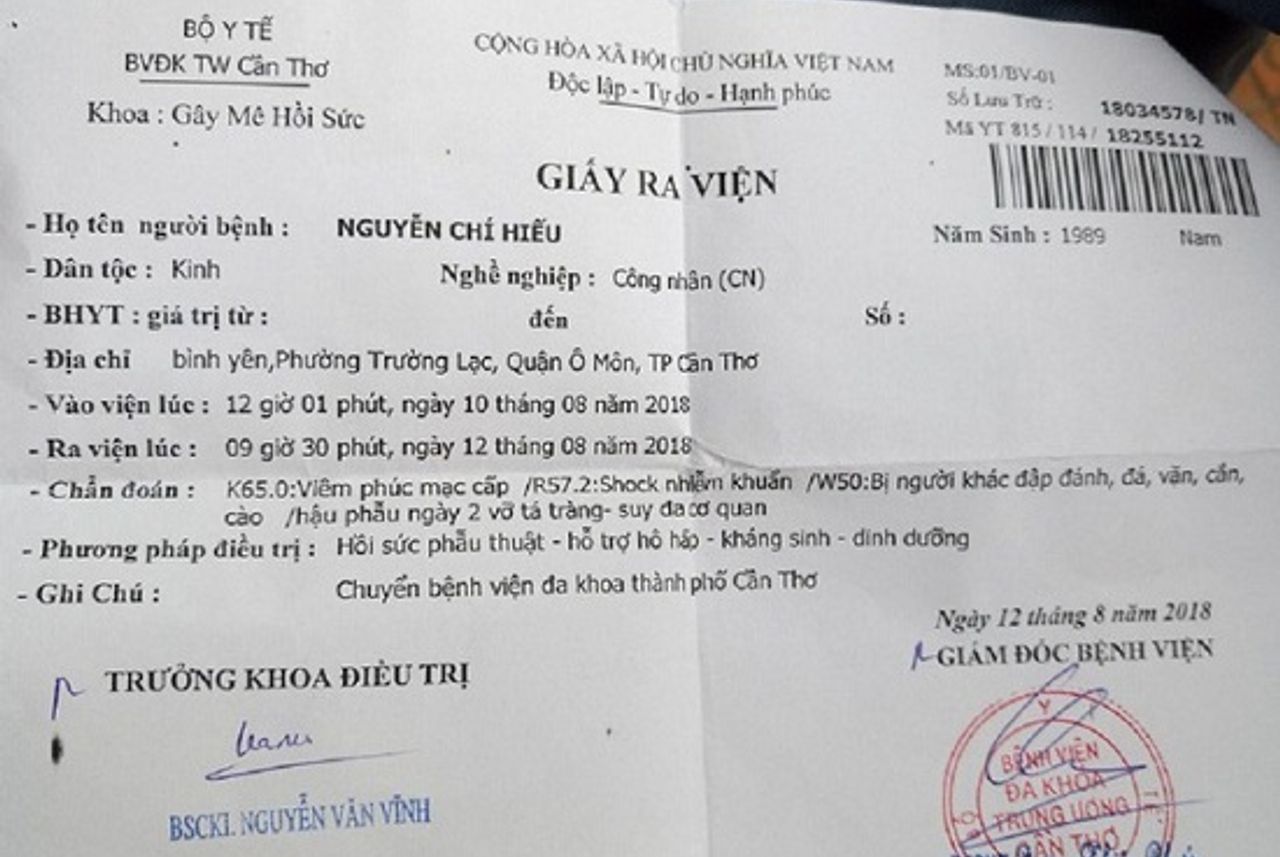 BỘ Y TẾ
BVĐK TW Cần Thơ
Khoa : Gây Mê Hồi Sức
CỘNG HÒA XÃ HỘI CHỦ NGHĨA VIỆT NAM
Độc lập - Tự do - Hạnh phúc
MS:01/BV-01
Số Lưu Trữ : 18034578/ TN
Mã YT 815 / 114 / 18255112
GIẤY RA VIỆN
- Họ tên người bệnh : NGUYỄN CHÍ HIẾU Năm Sinh : 1989 Nam
- Dân tộc : Kinh Nghề nghiệp : Công nhân (CN)
- BHYT : giá trị từ : đến Số :
- Địa chỉ bình yên,Phường Trường Lạc, Quận Ô Môn, TP Cần Thơ
- Vào viện lúc : 12 giờ 01 phút, ngày 10 tháng 08 năm 2018
- Ra viện lúc : 09 giờ 30 phút, ngày 12 tháng 08 năm 2018
- Chẩn đoán : K65.0:Viêm phúc mạc cấp /R57.2:Shock nhiễm khuẩn /W50:Bị người khác đập đánh, đá, vặn, cắn,
cào /hậu phẫu ngày 2 vỡ tá tràng- suy đa cơ quan
- Phương pháp điều trị : Hồi sức phẫu thuật - hỗ trợ hô hấp - kháng sinh - dinh dưỡng
- Ghi Chú : Chuyển bệnh viện đa khoa thành phố Cần Thơ
Ngày 12 tháng 8 năm 2018
GIÁM ĐỐC BỆNH VIỆN
TRƯỞNG KHOA ĐIỀU TRỊ
BSCKI. NGUYỄN VĂN VĨNH
Y
BỆNH VIỆN
ĐA KHOA
TRUNG ƯƠNG
CẦN THƠ